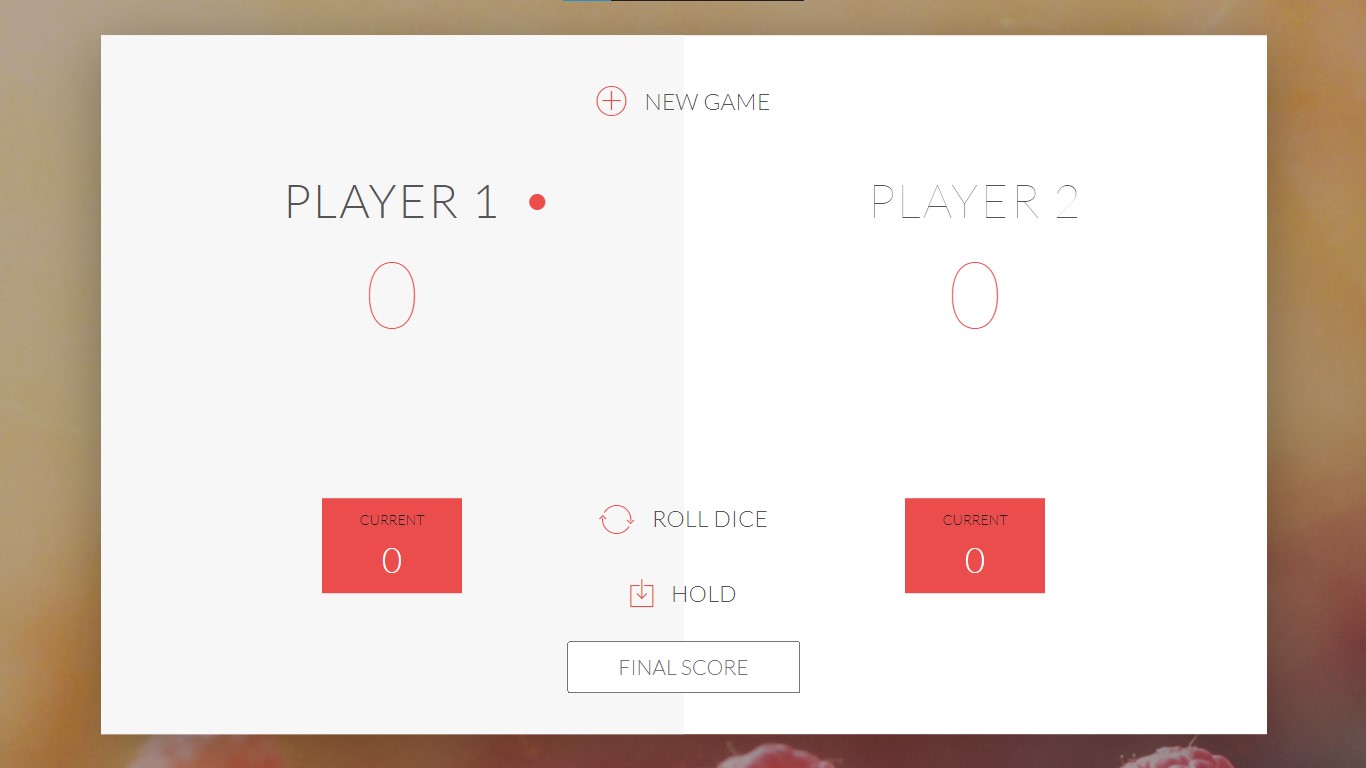 NEW GAME
PLAYER 1
0
PLAYER 2
0
CURRENT
0
ROLL DICE
HOLD
FINAL SCORE
CURRENT
0